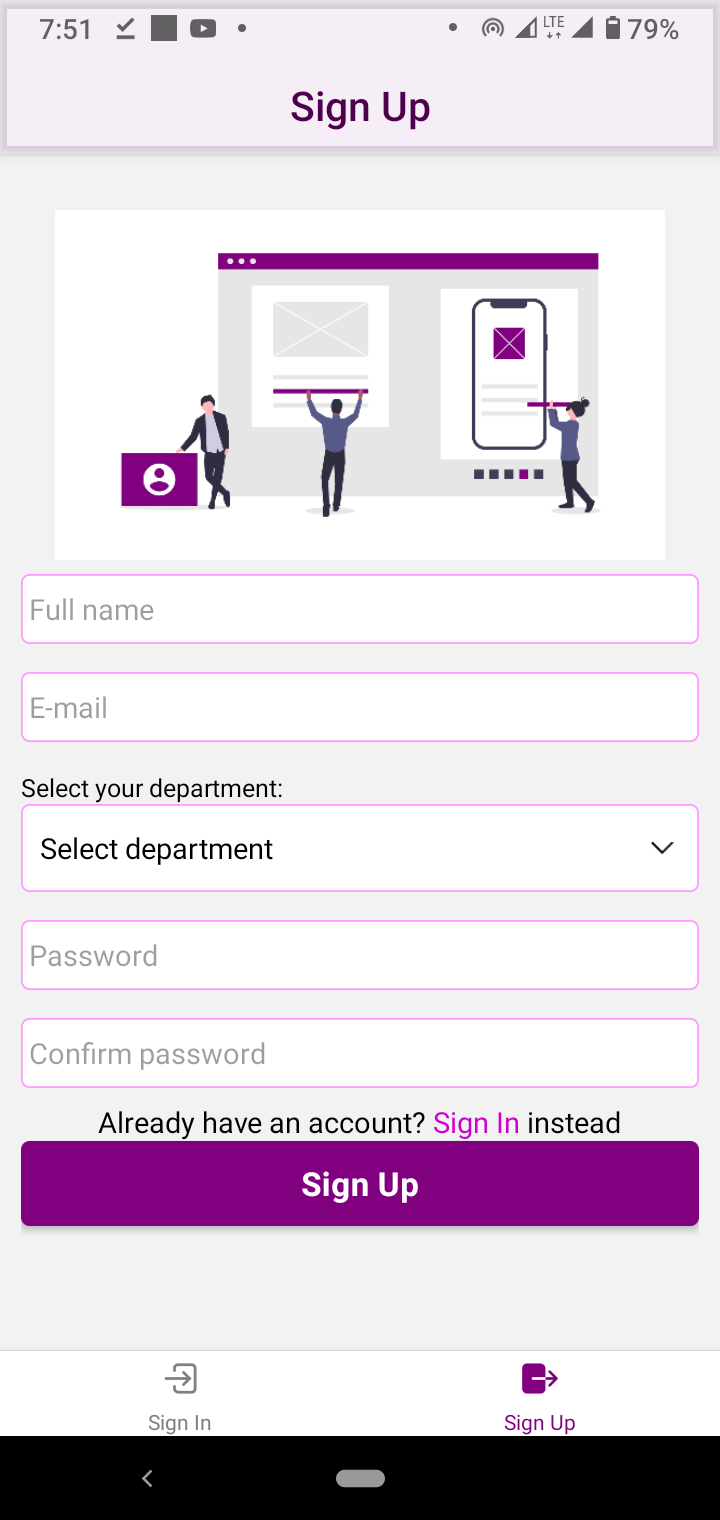 7:51 LTE 79%
Sign Up
Full name
E-mail
Select your department:
Select department
Password
Confirm password
Already have an account? Sign In instead
Sign Up
Sign In Sign Up